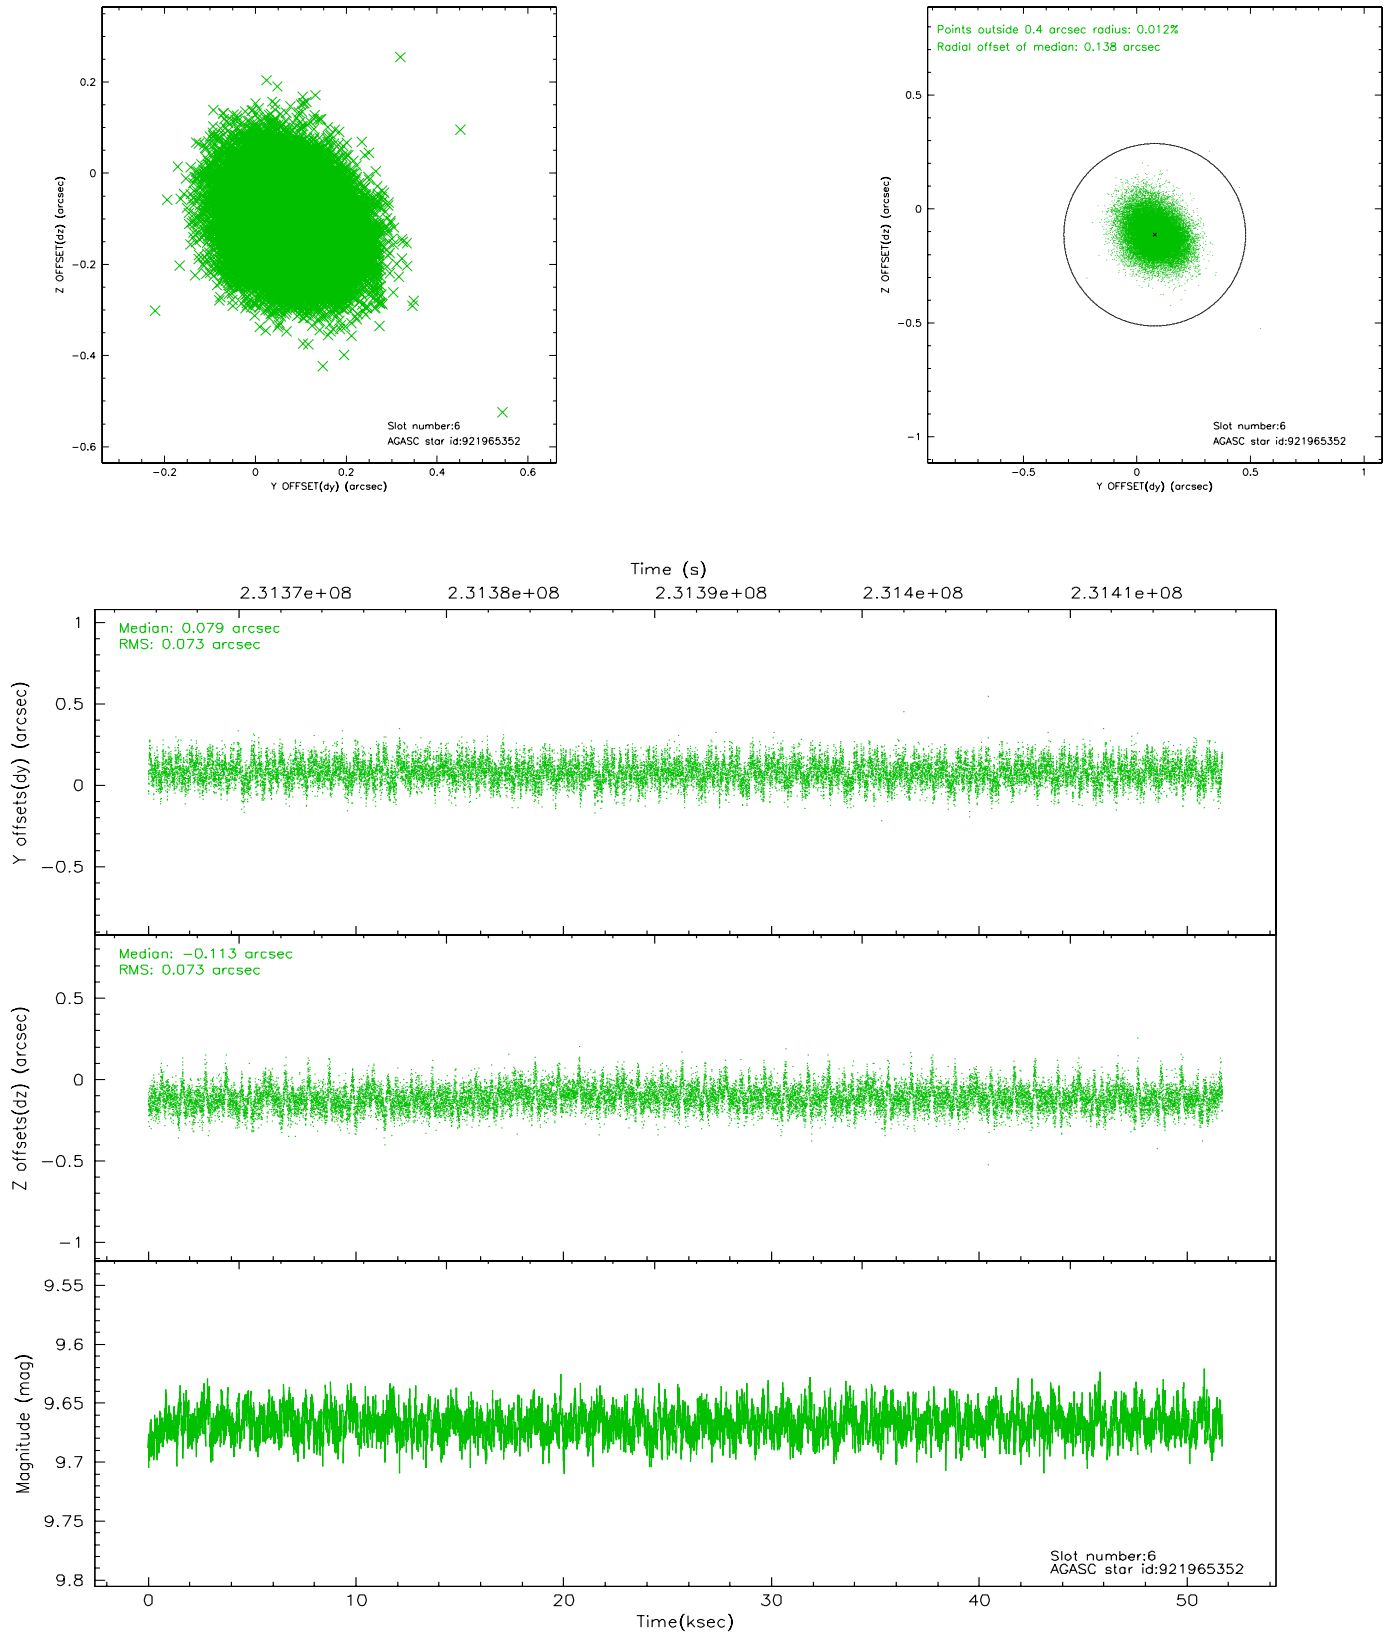 Z OFFSET(dz) (arcsec)
0.2
0
−0.2
−0.4
−0.6
−0.2
0
0.2
0.4
0.6
Y OFFSET(dy) (arcsec)
Slot number:6
AGASC star id:921965352
Points outside 0.4 arcsec radius: 0.012%
Radial offset of median: 0.138 arcsec
Z OFFSET(dz) (arcsec)
0.5
0
−0.5
−1
−0.5
0
0.5
1
Y OFFSET(dy) (arcsec)
Slot number:6
AGASC star id:921965352
Time (s)
2.3137e+08
2.3138e+08
2.3139e+08
2.314e+08
2.3141e+08
Y offsets(dy) (arcsec)
1
0.5
0
−0.5
Median: 0.079 arcsec
RMS: 0.073 arcsec
Z offsets(dz) (arcsec)
0.5
0
−0.5
−1
Median: −0.113 arcsec
RMS: 0.073 arcsec
Magnitude (mag)
9.55
9.6
9.65
9.7
9.75
9.8
Slot number:6
AGASC star id:921965352
0
10
20
30
40
50
Time(ksec)